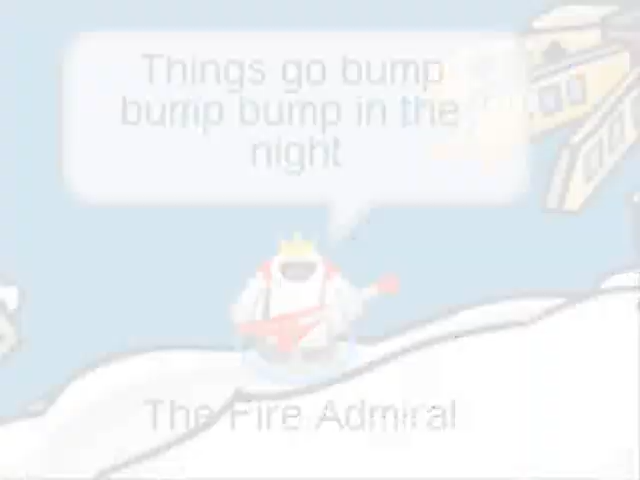 Things go bump
bump bump in the
night
The Fire Admiral